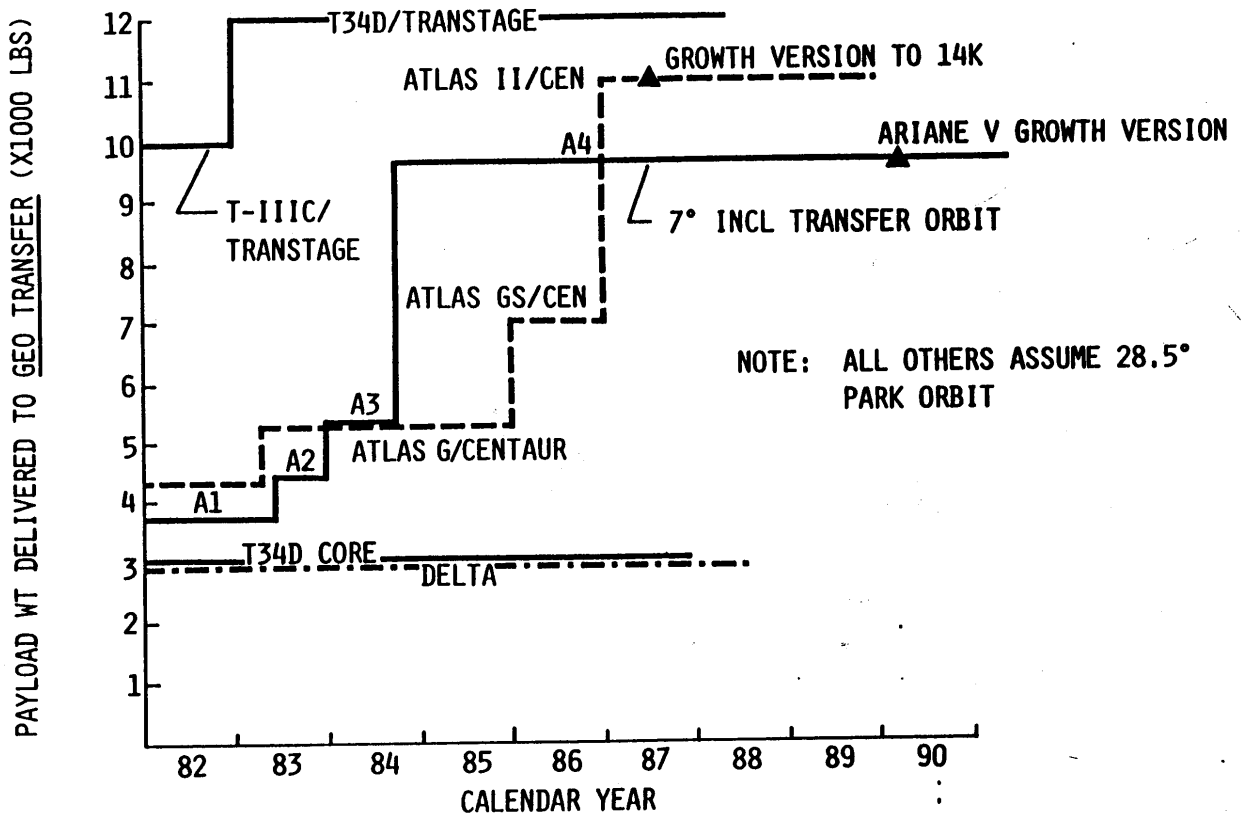 PAYLOAD WT DELIVERED TO GEO TRANSFER (X1000 LBS)
12
11
10
9
8
7
6
5
4
3
2
1
T34D/TRANSTAGE
GROWTH VERSION TO 14K
ATLAS II/CEN
ARIANE V GROWTH VERSION
A4
T-IIIC/
TRANSTAGE
7° INCL TRANSFER ORBIT
ATLAS GS/CEN
NOTE: ALL OTHERS ASSUME 28.5°
PARK ORBIT
A3
ATLAS G/CENTAUR
A2
A1
T34D CORE
DELTA
82 83 84 85 86 87 88 89 90
CALENDAR YEAR